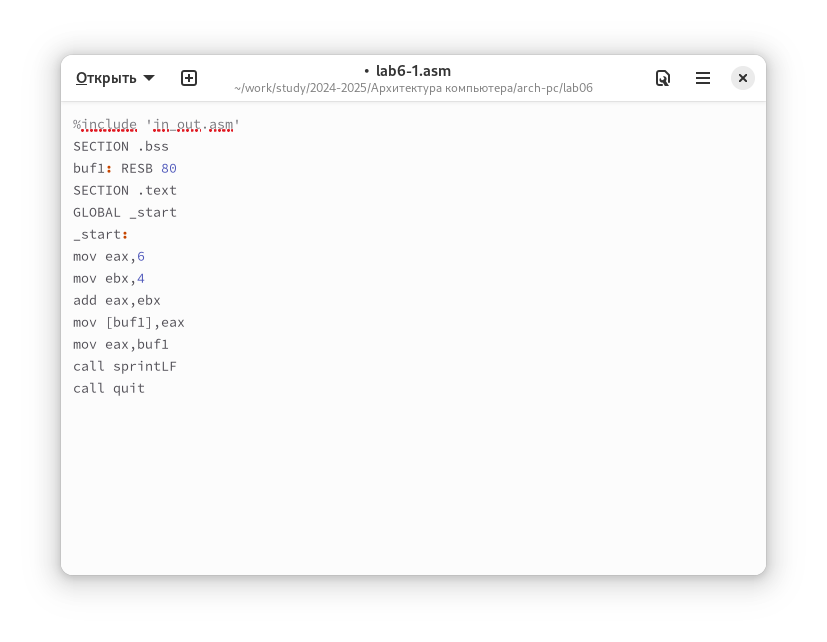 Открыть
• lab6-1.asm
~/work/study/2024-2025/Архитектура компьютера/arch-pc/lab06
%include 'in_out.asm'
SECTION .bss
buf1: RESB 80
SECTION .text
GLOBAL _start
_start:
mov eax,6
mov ebx,4
add eax,ebx
mov [buf1],eax
mov eax,buf1
call sprintLF
call quit